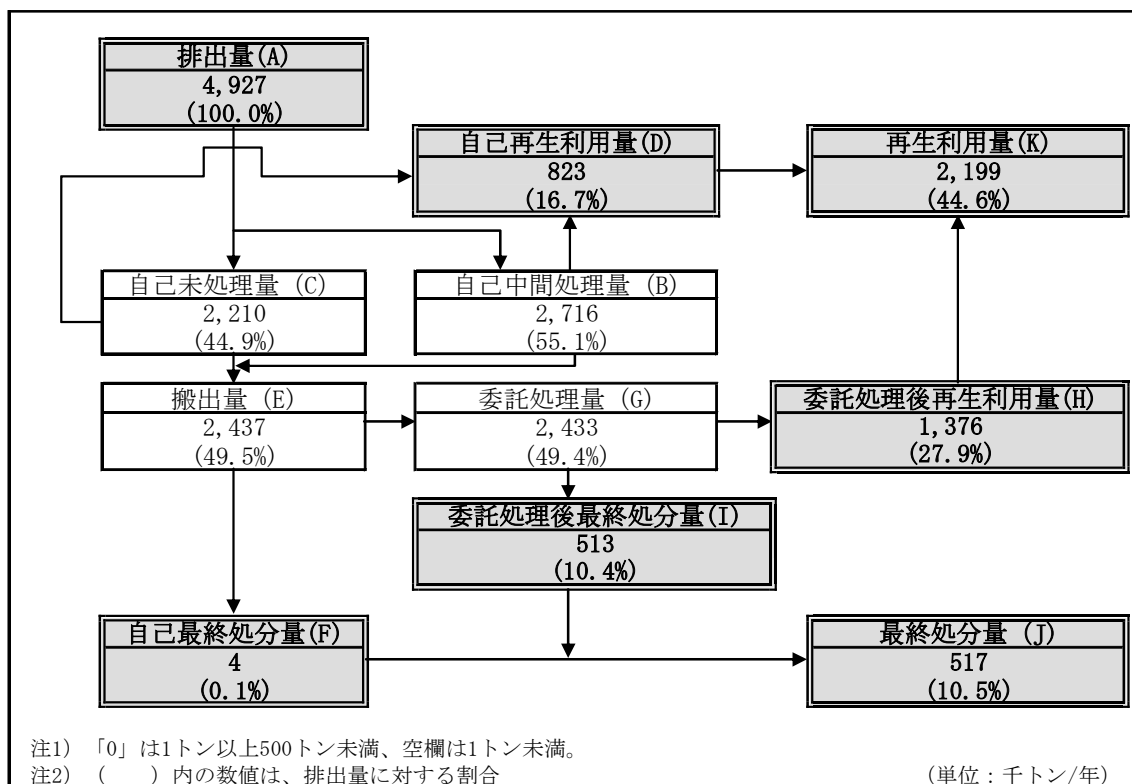 排出量(A)
4,927
(100.0%)
自己再生利用量(D)
823
(16.7%)
再生利用量(K)
2,199
(44.6%)
自己未処理量 (C)
2,210
(44.9%)
自己中間処理量 (B)
2,716
(55.1%)
搬出量 (E)
2,437
(49.5%)
委託処理量 (G)
2,433
(49.4%)
委託処理後再生利用量(H)
1,376
(27.9%)
委託処理後最終処分量(I)
513
(10.4%)
自己最終処分量(F)
4
(0.1%)
最終処分量 (J)
517
(10.5%)
注1) 「0」は1トン以上500トン未満、空欄は1トン未満。
注2) (　　)内の数値は、排出量に対する割合
(単位：千トン/年)